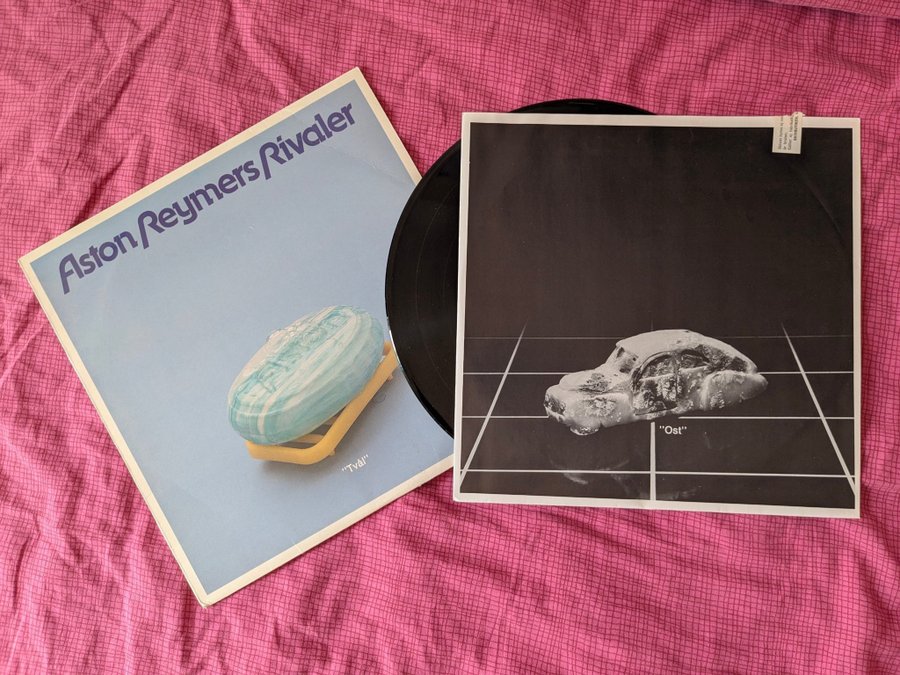 Aston Reymers Rivaler
"Tvål"
"Ost"